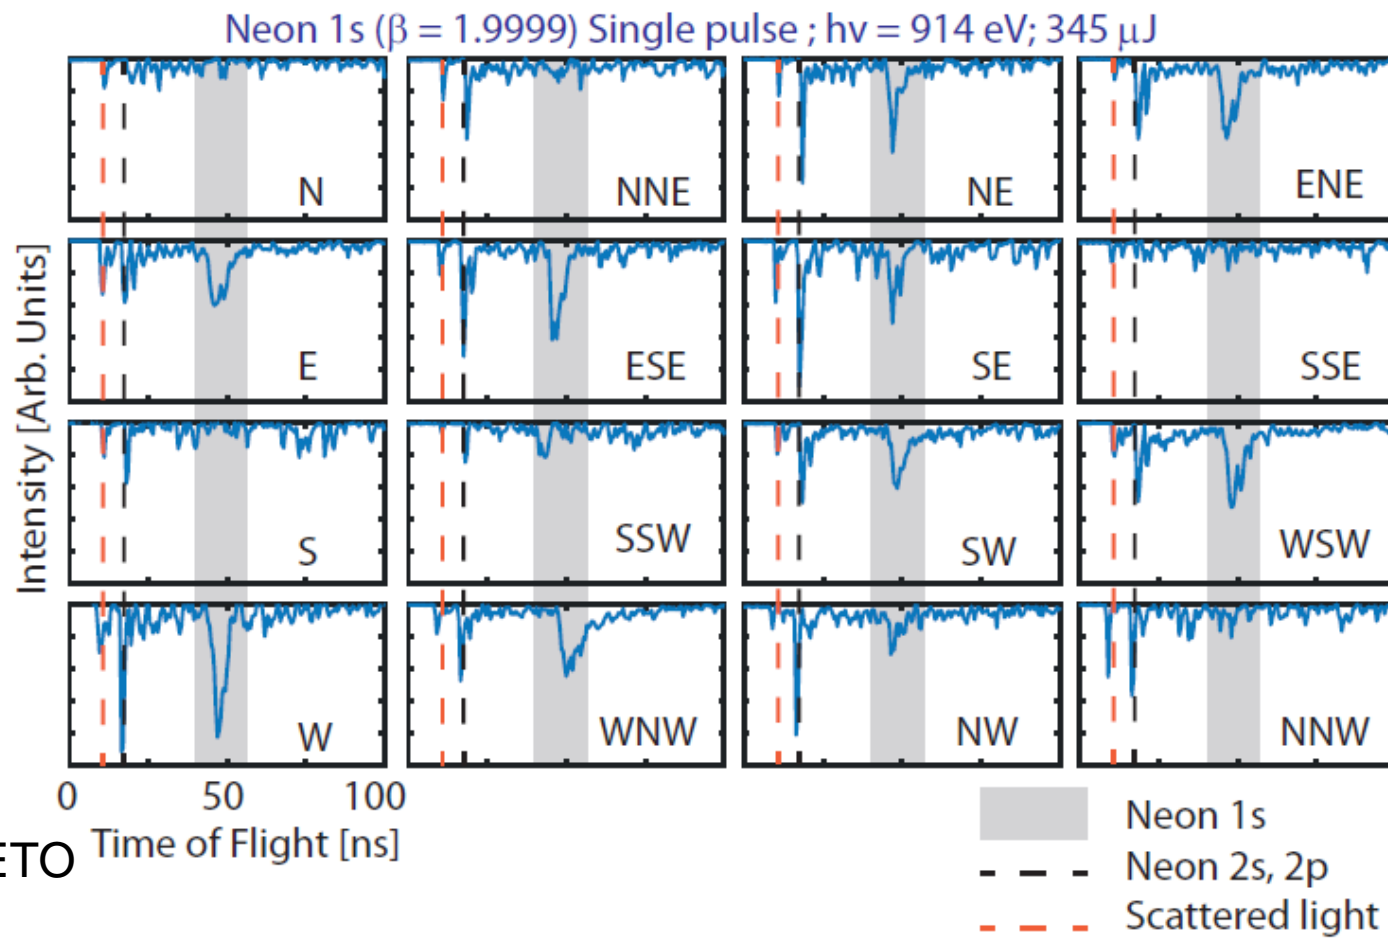 Neon 1s (β = 1.9999) Single pulse ; hν = 914 eV; 345 μJ
Intensity [Arb. Units]
N
NNE
NE
ENE
E
ESE
SE
SSE
S
SSW
SW
WSW
W
WNW
NW
NNW
0 50 100
Time of Flight [ns]
ETO
Neon 1s
Neon 2s, 2p
Scattered light